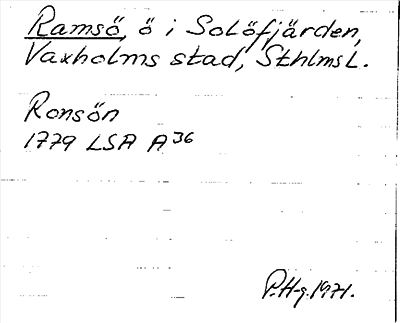 Ramsö, ö i Solöfjärden,
Vaxholms stad, Sthlms L.
Ronsön
1779 LSA A36
P.H-g. 1971.